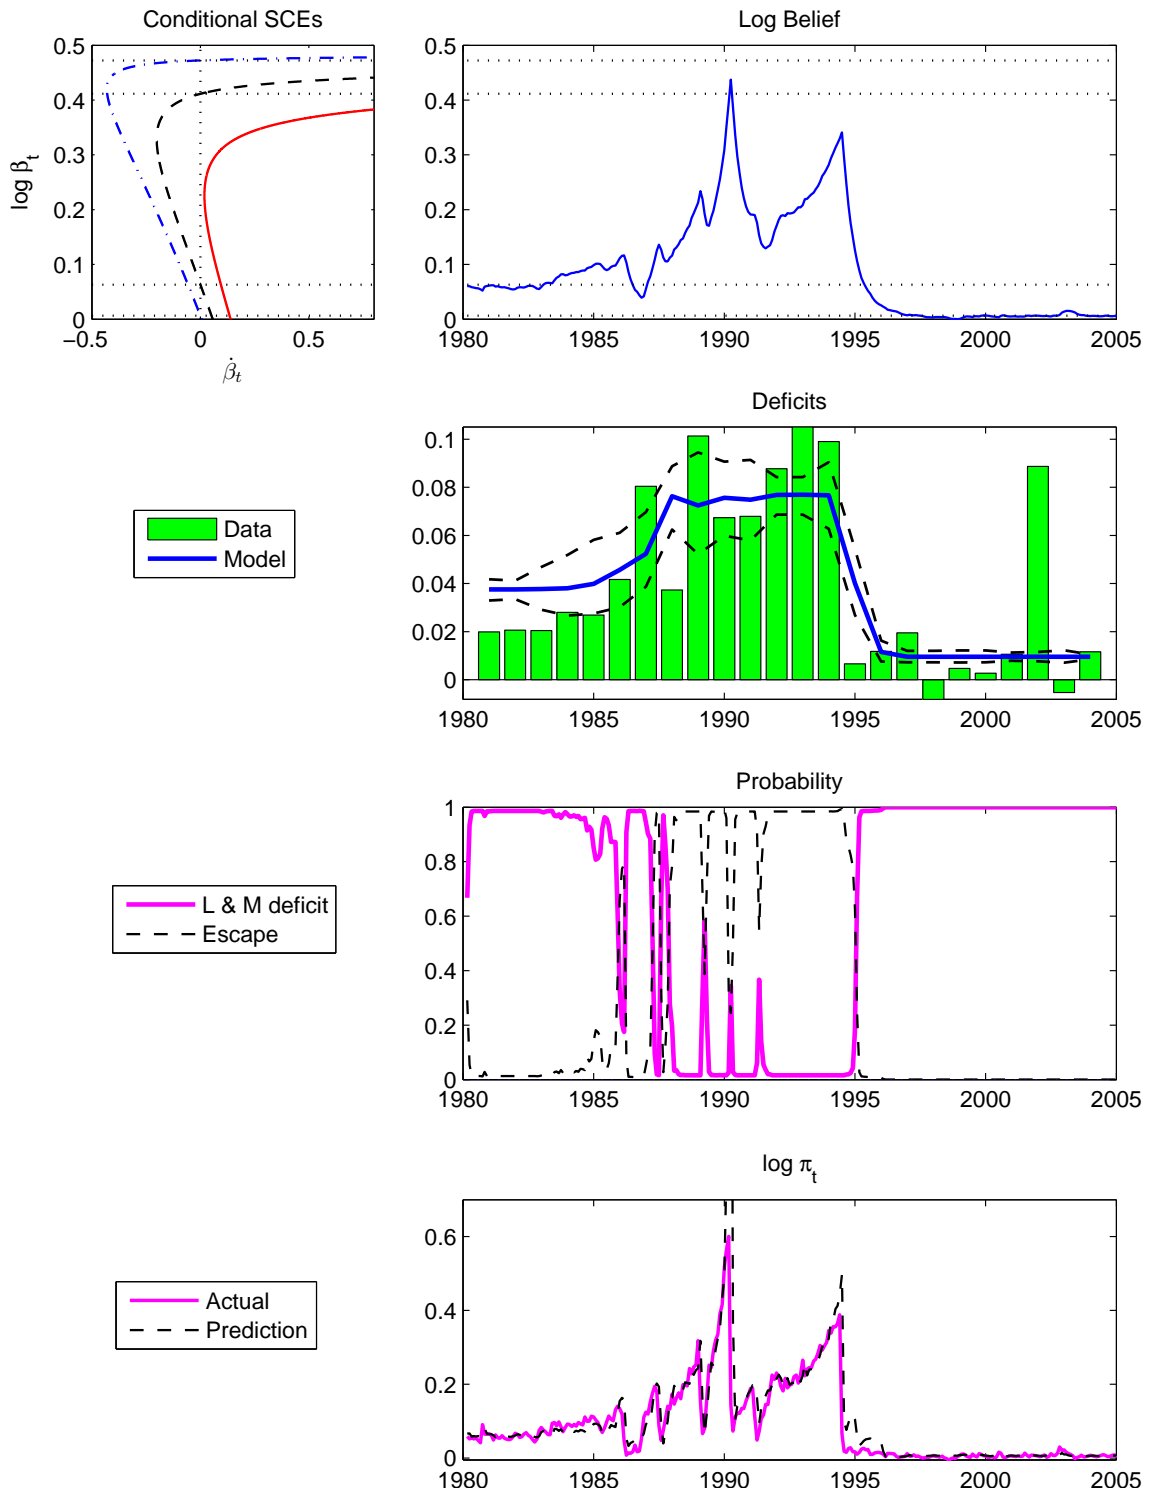 Conditional SCEs
Log Belief
0.5
0.4
0.3
0.2
0.1
0
log β_t
−0.5 0 0.5
β̇_t
0.5
0.4
0.3
0.2
0.1
0
1980 1985 1990 1995 2000 2005
Deficits
0.1
0.08
0.06
0.04
0.02
0
1980 1985 1990 1995 2000 2005
Data
Model
Probability
1
0.8
0.6
0.4
0.2
0
1980 1985 1990 1995 2000 2005
L & M deficit
Escape
log π_t
0.6
0.4
0.2
0
1980 1985 1990 1995 2000 2005
Actual
Prediction